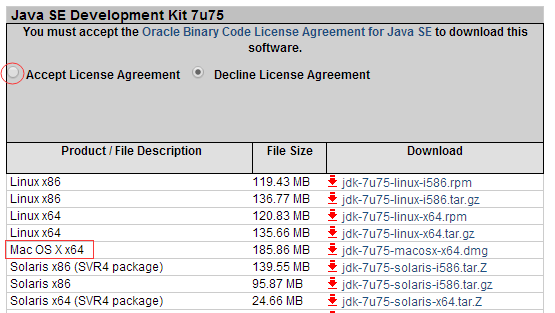 Java SE Development Kit 7u75
You must accept the Oracle Binary Code License Agreement for Java SE to download this
software.
Accept License Agreement Decline License Agreement
Product / File Description File Size Download
Linux x86 119.43 MB jdk-7u75-linux-i586.rpm
Linux x86 136.77 MB jdk-7u75-linux-i586.tar.gz
Linux x64 120.83 MB jdk-7u75-linux-x64.rpm
Linux x64 135.66 MB jdk-7u75-linux-x64.tar.gz
Mac OS X x64 185.86 MB jdk-7u75-macosx-x64.dmg
Solaris x86 (SVR4 package) 139.55 MB jdk-7u75-solaris-i586.tar.Z
Solaris x86 95.87 MB jdk-7u75-solaris-i586.tar.gz
Solaris x64 (SVR4 package) 24.66 MB jdk-7u75-solaris-x64.tar.Z